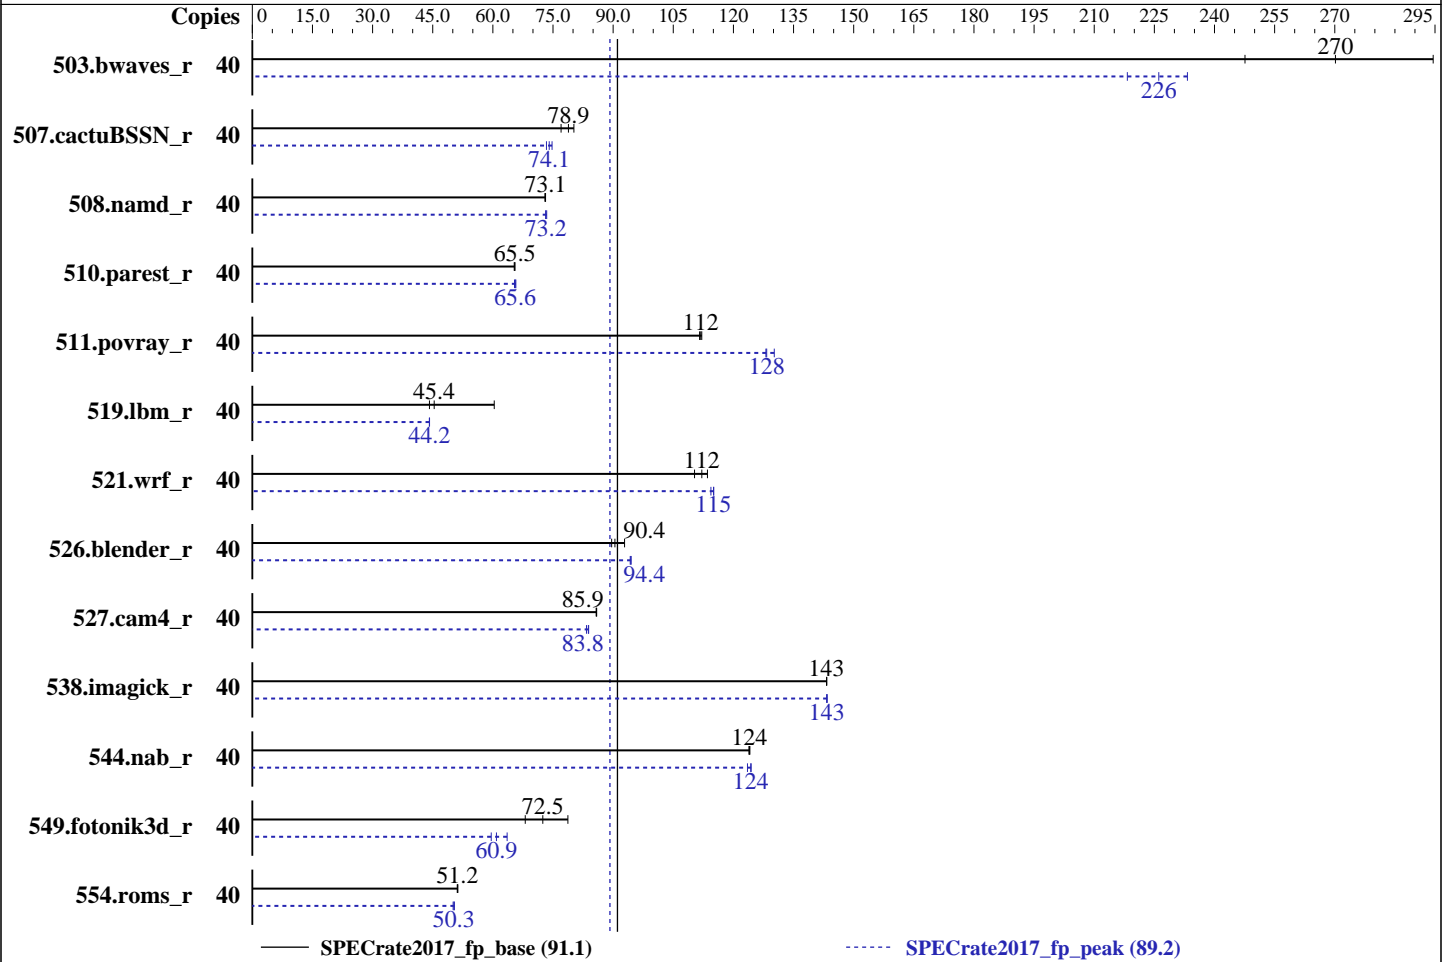 Copies 0 15.0 30.0 45.0 60.0 75.0 90.0 105 120 135 150 165 180 195 210 225 240 255 270 295
503.bwaves_r 40 270
226
507.cactuBSSN_r 40 78.9
74.1
508.namd_r 40 73.1
73.2
510.parest_r 40 65.5
65.6
511.povray_r 40 112
128
519.lbm_r 40 45.4
44.2
521.wrf_r 40 112
115
526.blender_r 40 90.4
94.4
527.cam4_r 40 85.9
83.8
538.imagick_r 40 143
143
544.nab_r 40 124
124
549.fotonik3d_r 40 72.5
60.9
554.roms_r 40 51.2
50.3
SPECrate2017_fp_base (91.1) SPECrate2017_fp_peak (89.2)